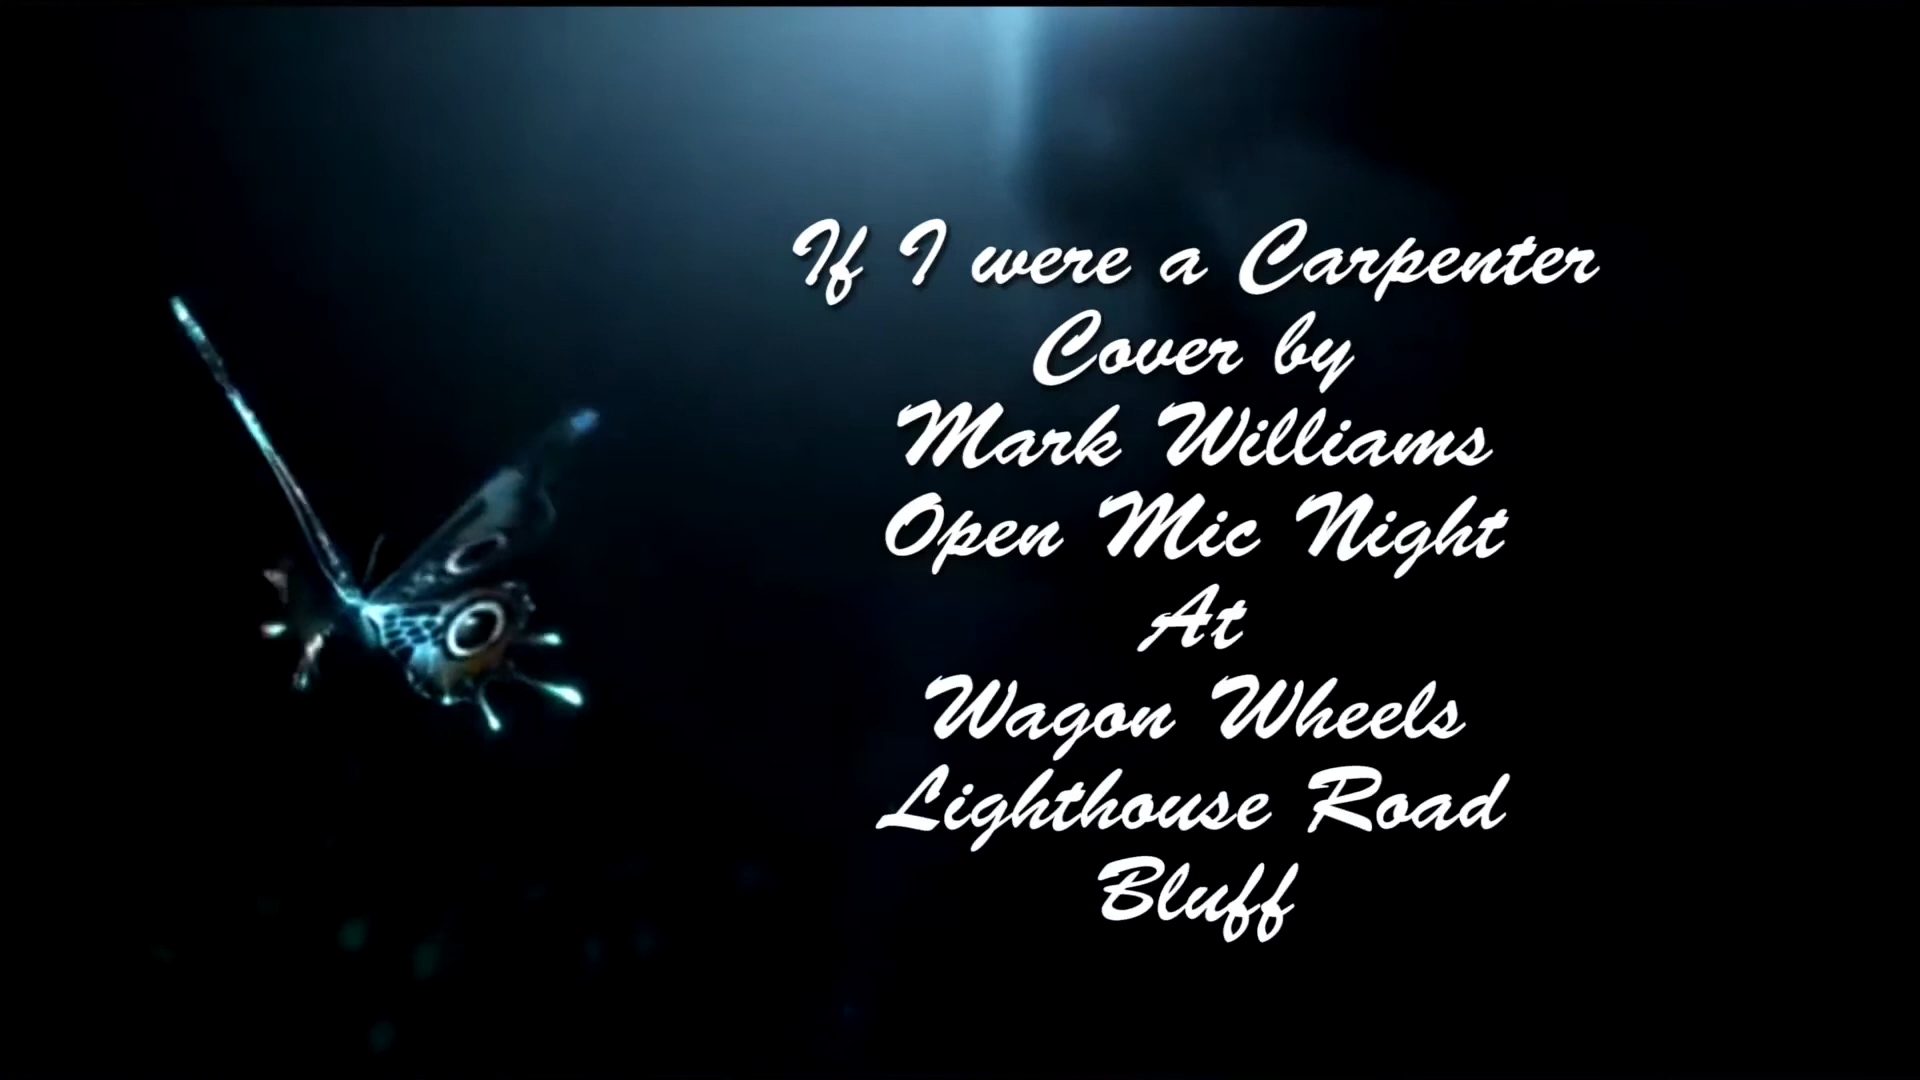 If I were a Carpenter
Cover by
Mark Williams
Open Mic Night
At
Wagon Wheels
Lighthouse Road
Bluff